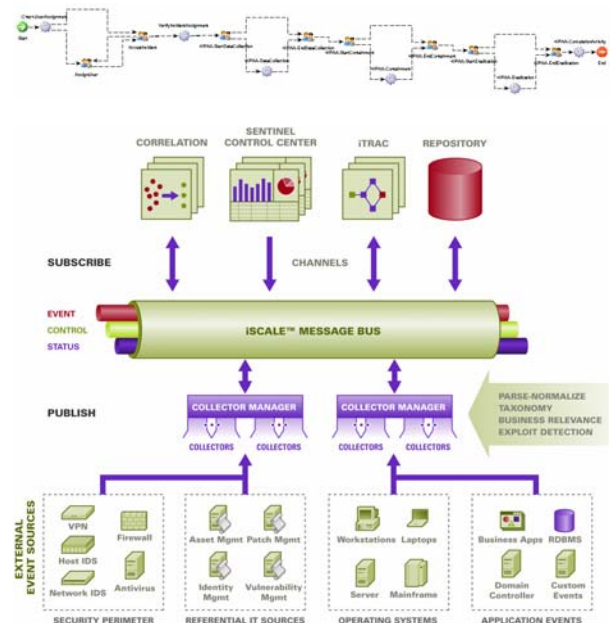 Start
AssignUser
End
CORRELATION
SENTINEL
CONTROL CENTER
iTRAC
REPOSITORY
SUBSCRIBE
CHANNELS
EVENT
CONTROL
STATUS
iSCALE™ MESSAGE BUS
PUBLISH
COLLECTOR MANAGER
COLLECTOR MANAGER
COLLECTORS
COLLECTORS
COLLECTORS
COLLECTORS
PARSE-NORMALIZE
TAXONOMY
BUSINESS RELEVANCE
EXPLOIT DETECTION
EXTERNAL
EVENT SOURCES
VPN
Firewall
Host IDS
Network IDS
Antivirus
SECURITY PERIMETER
Asset Mgmt
Patch Mgmt
Identity
Mgmt
Vulnerability
Mgmt
REFERENTIAL IT SOURCES
Workstations
Laptops
Server
Mainframe
OPERATING SYSTEMS
Business Apps
RDBMS
Domain
Controller
Custom
Events
APPLICATION EVENTS